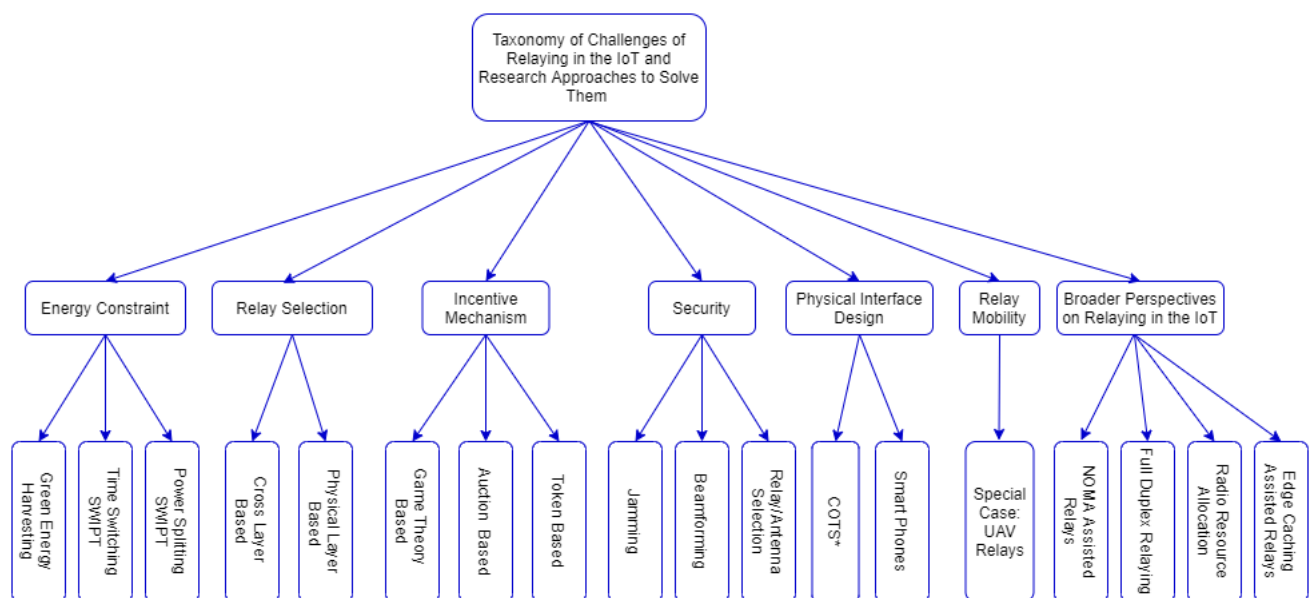 Taxonomy of Challenges of
Relaying in the IoT and
Research Approaches to Solve
Them
Energy Constraint
Relay Selection
Incentive
Mechanism
Security
Physical Interface
Design
Relay
Mobility
Broader Perspectives
on Relaying in the IoT
Green Energy
Harvesting
Time Switching
SWIPT
Power Splitting
SWIPT
Cross Layer
Based
Physical Layer
Based
Game Theory
Based
Auction Based
Token Based
Jamming
Beamforming
Relay/Antenna
Selection
COTS*
Smart Phones
Special
Case:
UAV
Relays
NOMA Assisted
Relays
Full Duplex Relaying
Radio Resource
Allocation
Edge Caching
Assisted Relays